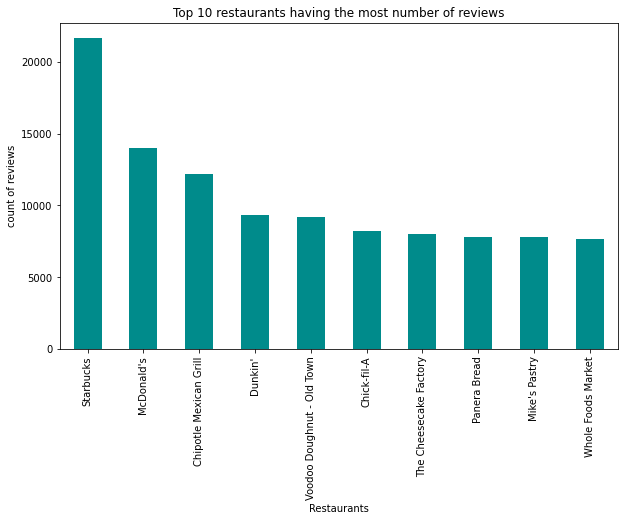 Top 10 restaurants having the most number of reviews
count of reviews
20000
15000
10000
5000
0
Starbucks
McDonald's
Chipotle Mexican Grill
Dunkin'
Voodoo Doughnut - Old Town
Chick-fil-A
The Cheesecake Factory
Panera Bread
Mike's Pastry
Whole Foods Market
Restaurants